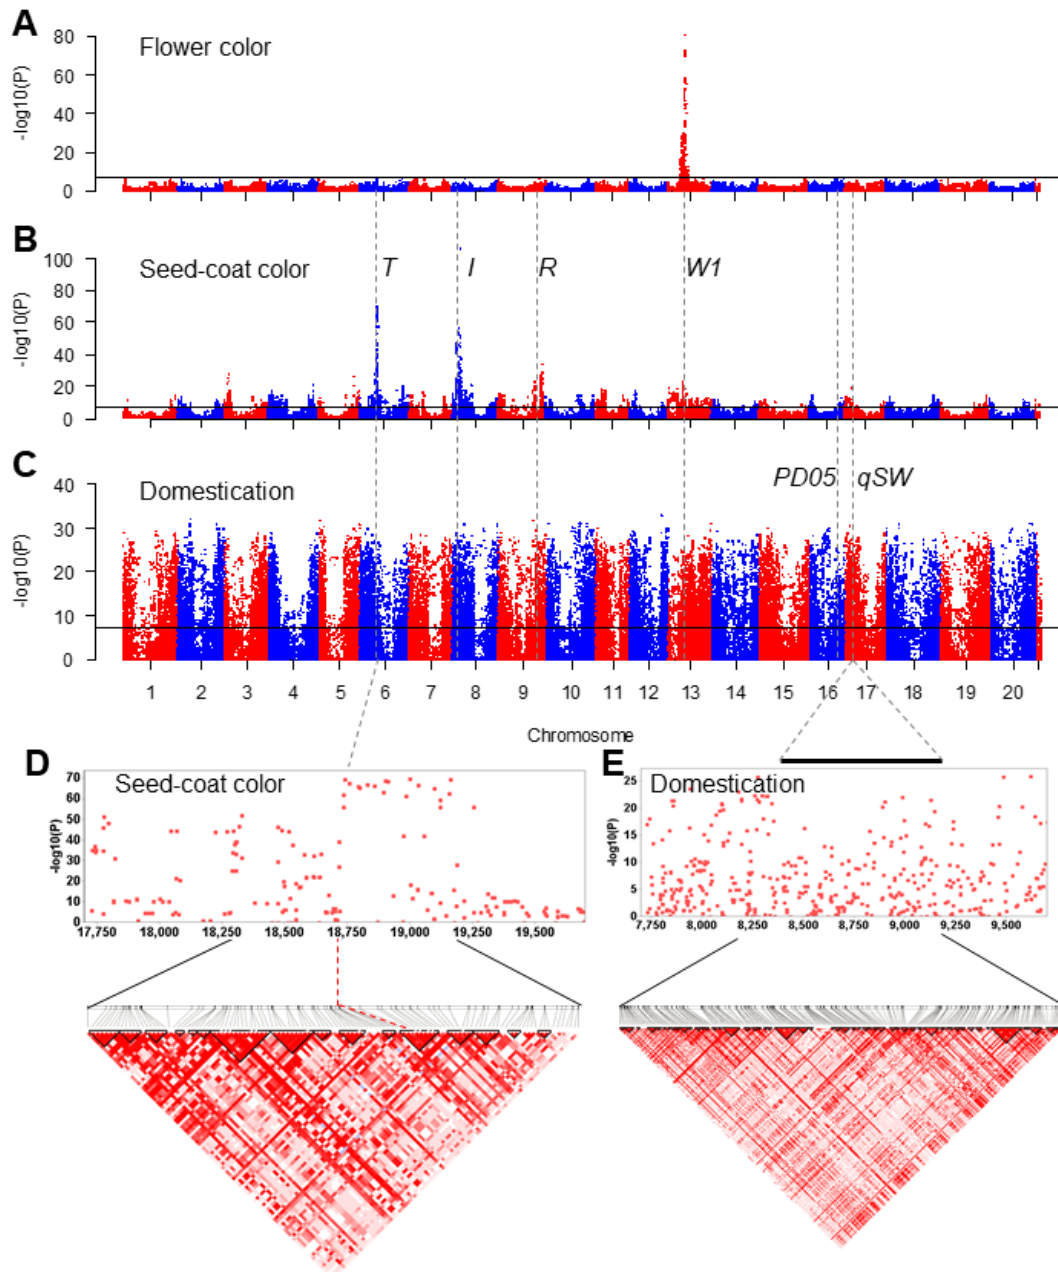 A
Flower color
-log10(P)
80
60
40
20
0
B
Seed-coat color
T
I
R
W1
-log10(P)
100
80
60
40
20
0
C
Domestication
PD05
qSW
-log10(P)
40
30
20
10
0
1 2 3 4 5 6 7 8 9 10 11 12 13 14 15 16 17 18 19 20
Chromosome
D
Seed-coat color
-log10(P)
70
60
50
40
30
20
10
0
17,750 18,000 18,250 18,500 18,750 19,000 19,250 19,500
E
Domestication
-log10(P)
25
20
15
10
5
0
7,750 8,000 8,250 8,500 8,750 9,000 9,250 9,500